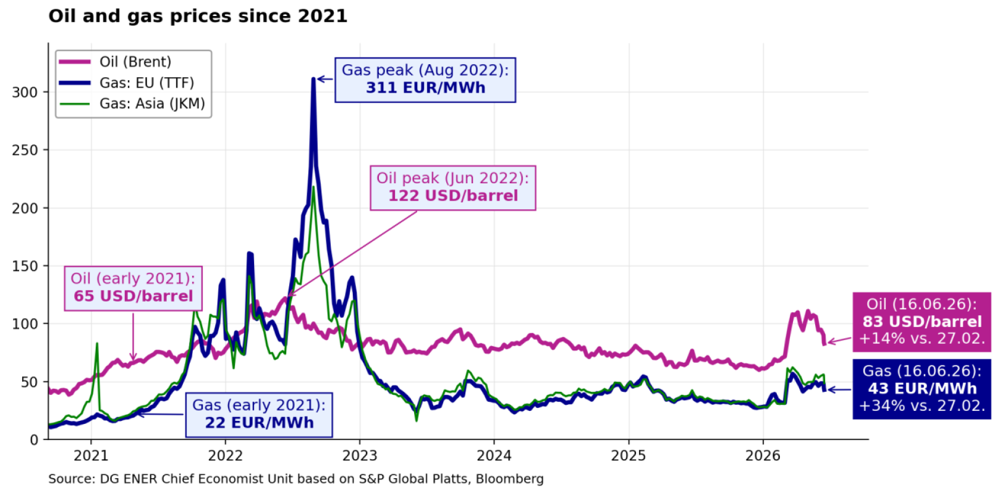 Oil and gas prices since 2021
Oil (Brent)
Gas: EU (TTF)
Gas: Asia (JKM)
Gas peak (Aug 2022):
311 EUR/MWh
Oil peak (Jun 2022):
122 USD/barrel
Oil (early 2021):
65 USD/barrel
Gas (early 2021):
22 EUR/MWh
Oil (16.06.26):
83 USD/barrel
+14% vs. 27.02.
Gas (16.06.26):
43 EUR/MWh
+34% vs. 27.02.
300
250
200
150
100
50
0
2021 2022 2023 2024 2025 2026
Source: DG ENER Chief Economist Unit based on S&P Global Platts, Bloomberg